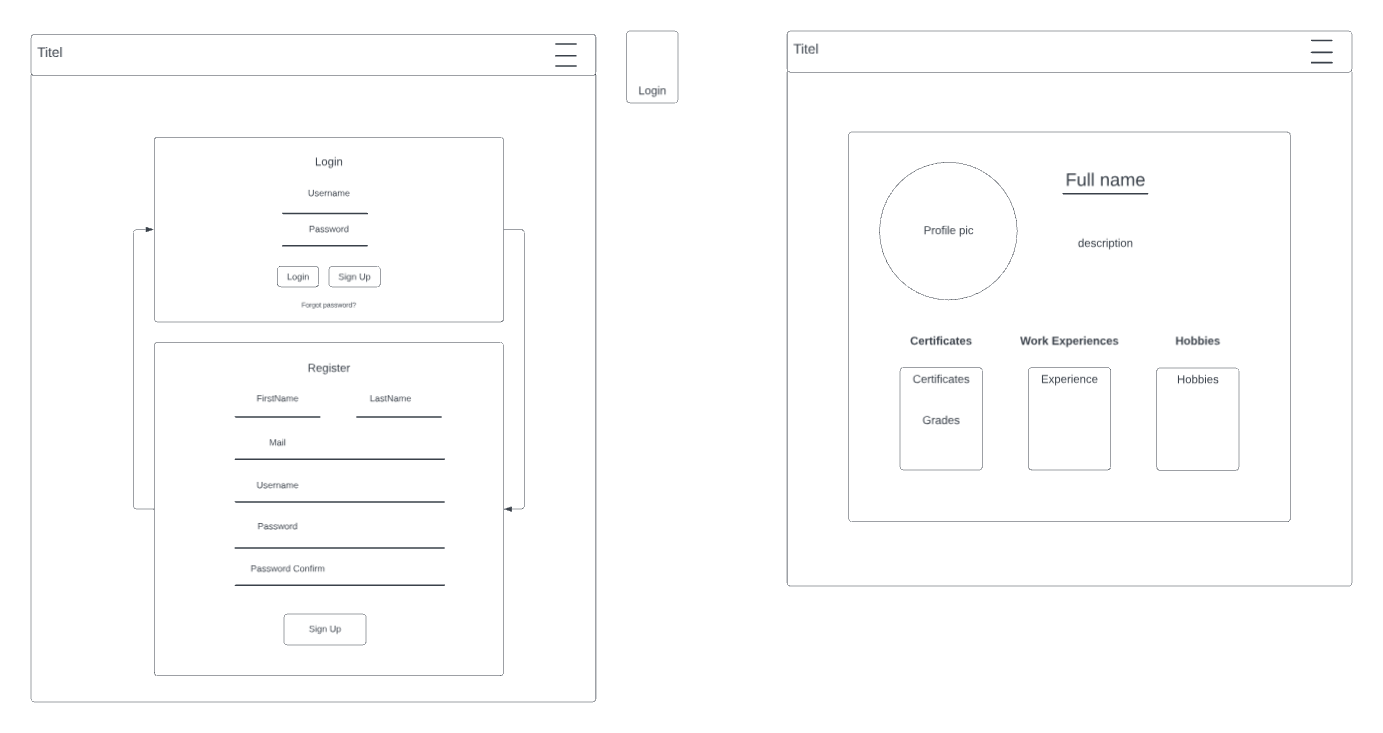 Titel
Login
Username
Password
Login
Sign Up
Forgot password?
Register
FirstName
LastName
Mail
Username
Password
Password Confirm
Sign Up
Login
Titel
Profile pic
Full name
description
Certificates
Work Experiences
Hobbies
Certificates
Grades
Experience
Hobbies